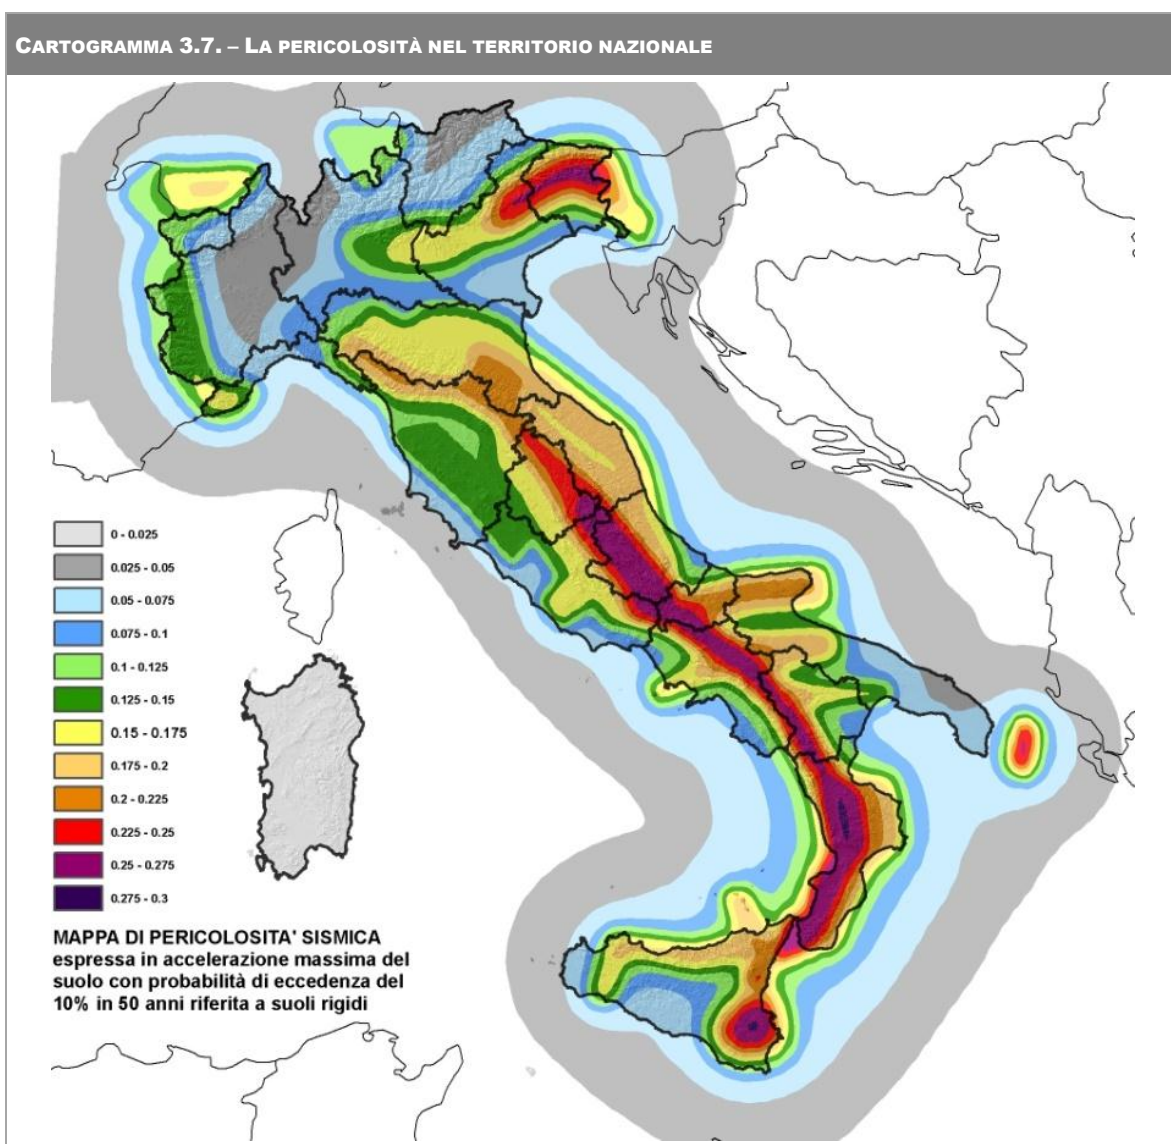 CARTOGRAMMA 3.7. – LA PERICOLOSITÀ NEL TERRITORIO NAZIONALE
0 - 0.025
0.025 - 0.05
0.05 - 0.075
0.075 - 0.1
0.1 - 0.125
0.125 - 0.15
0.15 - 0.175
0.175 - 0.2
0.2 - 0.225
0.225 - 0.25
0.25 - 0.275
0.275 - 0.3
MAPPA DI PERICOLOSITA' SISMICA
espressa in accelerazione massima del
suolo con probabilità di eccedenza del
10% in 50 anni riferita a suoli rigidi